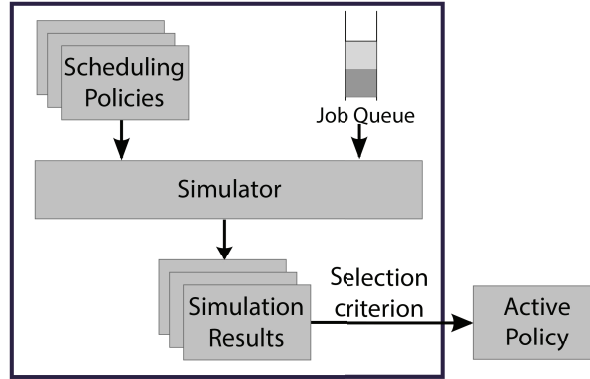 Scheduling
Policies
Job Queue
Simulator
Simulation
Results
Selection
criterion
Active
Policy